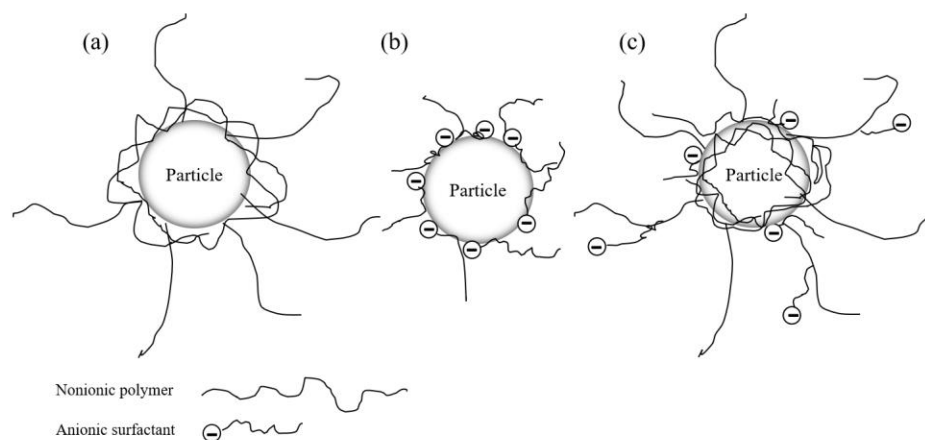 (a)
(b)
(c)
Particle
Particle
Particle
Nonionic polymer
Anionic surfactant